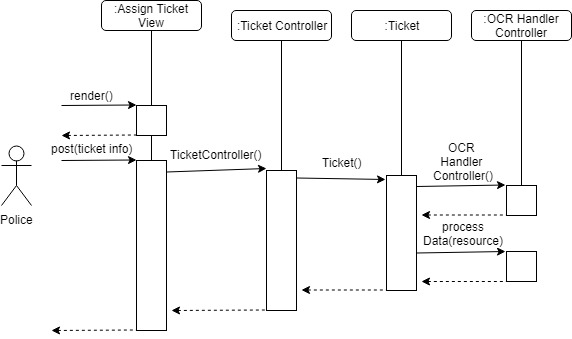 :Assign Ticket
View
:Ticket Controller
:Ticket
:OCR Handler
Controller
render()
post(ticket info)
TicketController()
Ticket()
OCR
Handler
Controller()
process
Data(resource)
Police